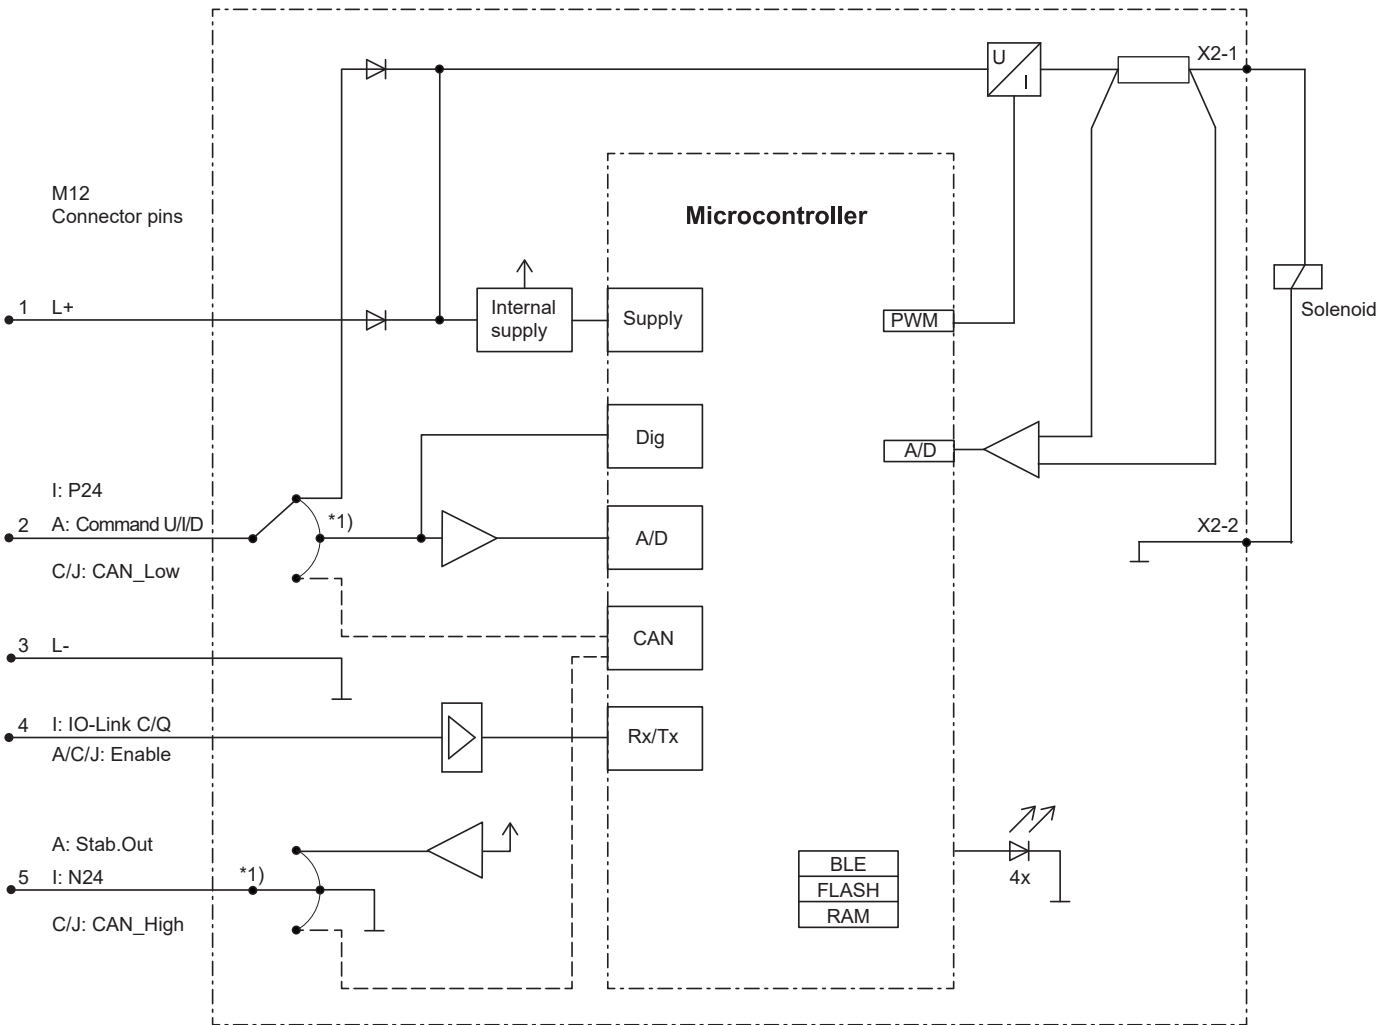 X2-1
U
I
M12
Connector pins
Microcontroller
1 L+
Internal
supply
Supply
PWM
Solenoid
Dig
A/D
I: P24
2 A: Command U/I/D
*1)
A/D
C/J: CAN_Low
X2-2
3 L-
CAN
4 I: IO-Link C/Q
A/C/J: Enable
Rx/Tx
A: Stab.Out
5 I: N24
*1)
C/J: CAN_High
BLE
FLASH
RAM
4x